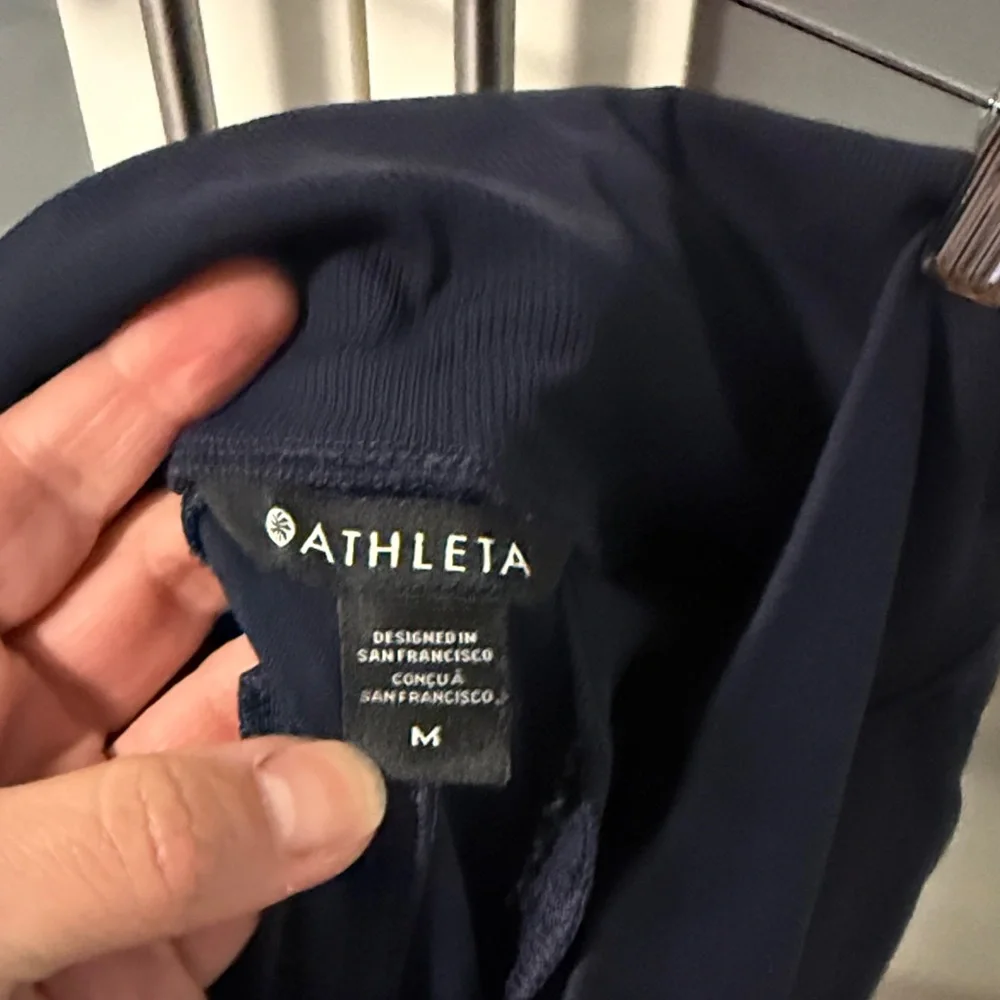 ATHLETA
DESIGNED IN
SAN FRANCISCO
CONÇU À
SAN FRANCISCO
M